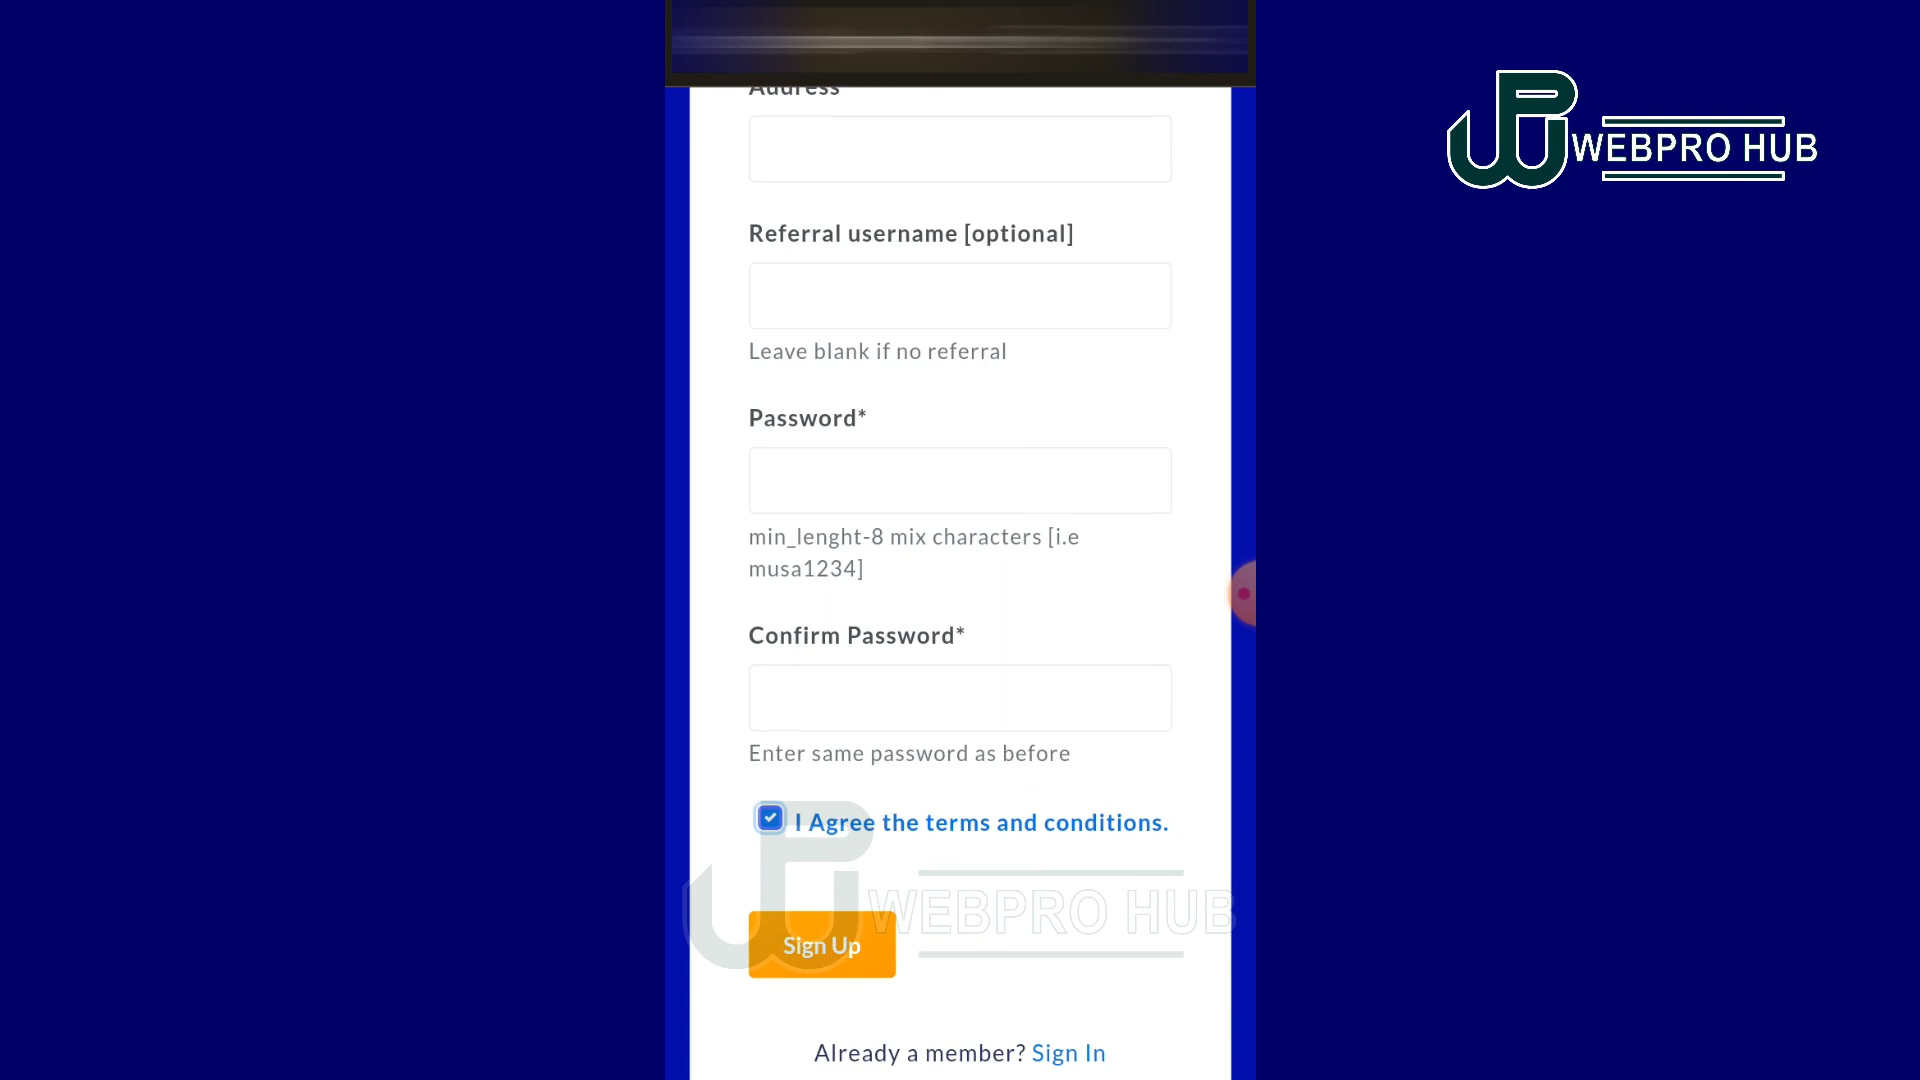 Address
WEBPRO HUB
Referral username [optional]
Leave blank if no referral
Password*
min_lenght-8 mix characters [i.e
musa1234]
Confirm Password*
Enter same password as before
I Agree the terms and conditions.
WEBPRO HUB
Sign Up
Already a member? Sign In